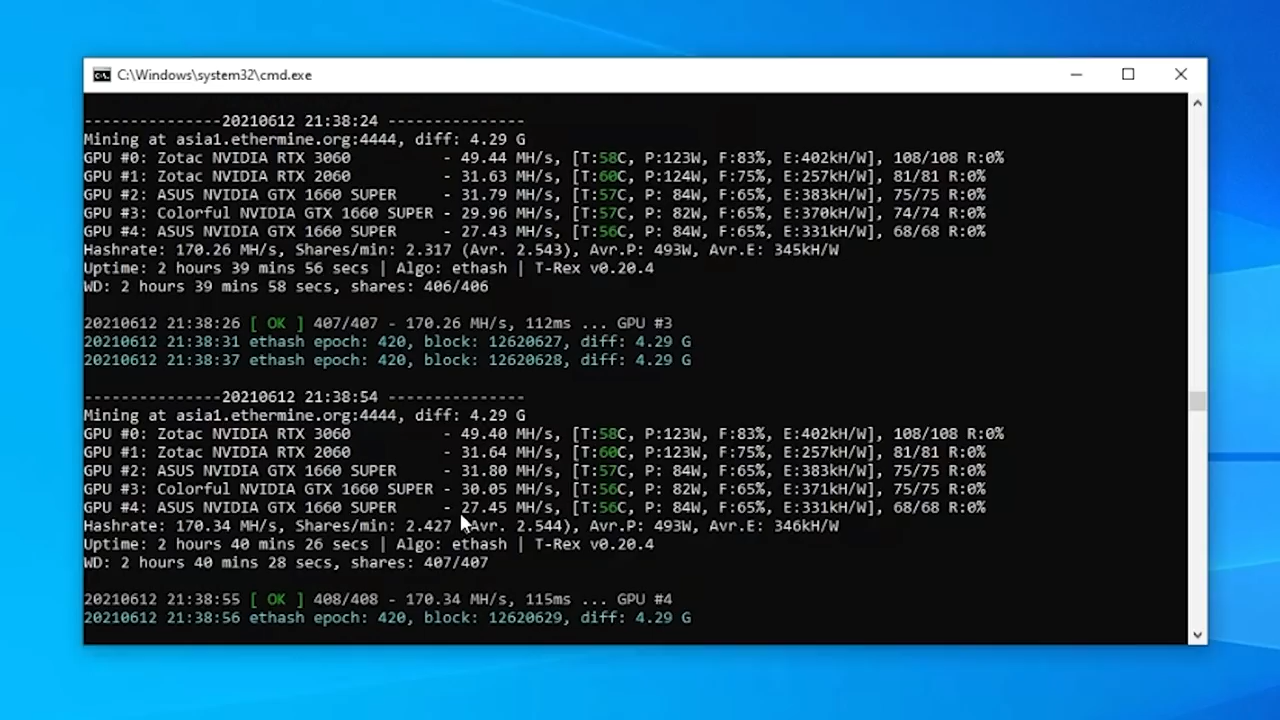 C:\Windows\system32\cmd.exe
---------------20210612 21:38:24 ---------------
Mining at asia1.ethermine.org:4444, diff: 4.29 G
GPU #0: Zotac NVIDIA RTX 3060          - 49.44 MH/s, [T:58C, P:123W, F:83%, E:402kH/W], 108/108 R:0%
GPU #1: Zotac NVIDIA RTX 2060          - 31.63 MH/s, [T:60C, P:124W, F:75%, E:257kH/W], 81/81 R:0%
GPU #2: ASUS NVIDIA GTX 1660 SUPER     - 31.79 MH/s, [T:57C, P: 84W, F:65%, E:383kH/W], 75/75 R:0%
GPU #3: Colorful NVIDIA GTX 1660 SUPER - 29.96 MH/s, [T:57C, P: 82W, F:65%, E:370kH/W], 74/74 R:0%
GPU #4: ASUS NVIDIA GTX 1660 SUPER     - 27.43 MH/s, [T:56C, P: 84W, F:65%, E:331kH/W], 68/68 R:0%
Hashrate: 170.26 MH/s, Shares/min: 2.317 (Avr. 2.543), Avr.P: 493W, Avr.E: 345kH/W
Uptime: 2 hours 39 mins 56 secs | Algo: ethash | T-Rex v0.20.4
WD: 2 hours 39 mins 58 secs, shares: 406/406
20210612 21:38:26 [ OK ] 407/407 - 170.26 MH/s, 112ms ... GPU #3
20210612 21:38:31 ethash epoch: 420, block: 12620627, diff: 4.29 G
20210612 21:38:37 ethash epoch: 420, block: 12620628, diff: 4.29 G
---------------20210612 21:38:54 ---------------
Mining at asia1.ethermine.org:4444, diff: 4.29 G
GPU #0: Zotac NVIDIA RTX 3060          - 49.40 MH/s, [T:58C, P:123W, F:83%, E:402kH/W], 108/108 R:0%
GPU #1: Zotac NVIDIA RTX 2060          - 31.64 MH/s, [T:60C, P:123W, F:75%, E:257kH/W], 81/81 R:0%
GPU #2: ASUS NVIDIA GTX 1660 SUPER     - 31.80 MH/s, [T:57C, P: 84W, F:65%, E:383kH/W], 75/75 R:0%
GPU #3: Colorful NVIDIA GTX 1660 SUPER - 30.05 MH/s, [T:56C, P: 82W, F:65%, E:371kH/W], 75/75 R:0%
GPU #4: ASUS NVIDIA GTX 1660 SUPER     - 27.45 MH/s, [T:56C, P: 84W, F:65%, E:331kH/W], 68/68 R:0%
Hashrate: 170.34 MH/s, Shares/min: 2.427 (Avr. 2.544), Avr.P: 493W, Avr.E: 346kH/W
Uptime: 2 hours 40 mins 26 secs | Algo: ethash | T-Rex v0.20.4
WD: 2 hours 40 mins 28 secs, shares: 407/407
20210612 21:38:55 [ OK ] 408/408 - 170.34 MH/s, 115ms ... GPU #4
20210612 21:38:56 ethash epoch: 420, block: 12620629, diff: 4.29 G